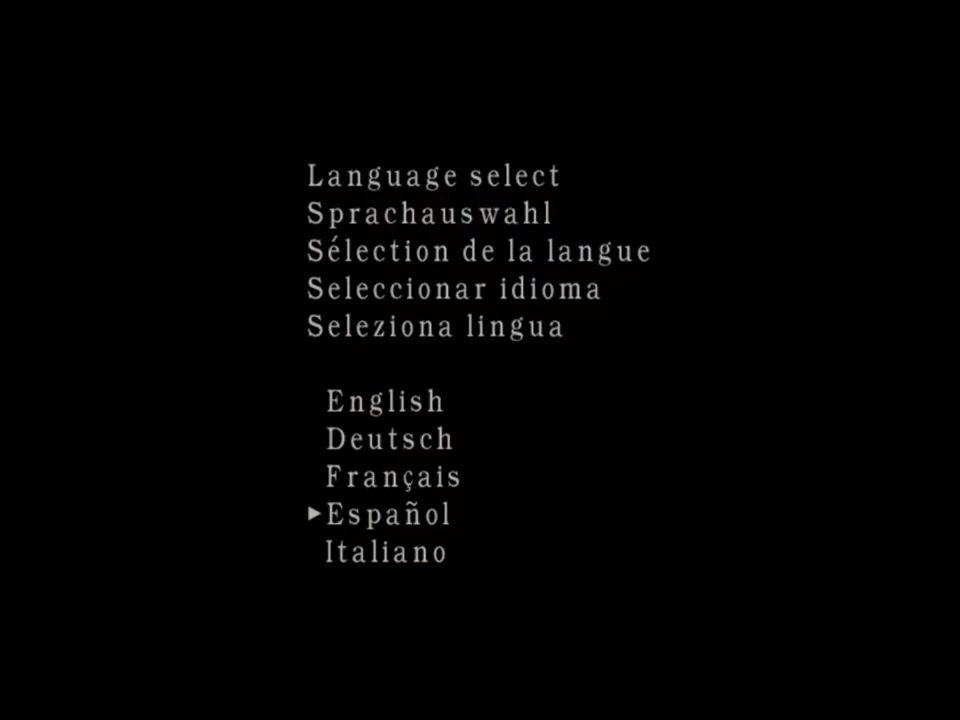 Language select
Sprachauswahl
Sélection de la langue
Seleccionar idioma
Seleziona lingua
English
Deutsch
Français
Español
Italiano